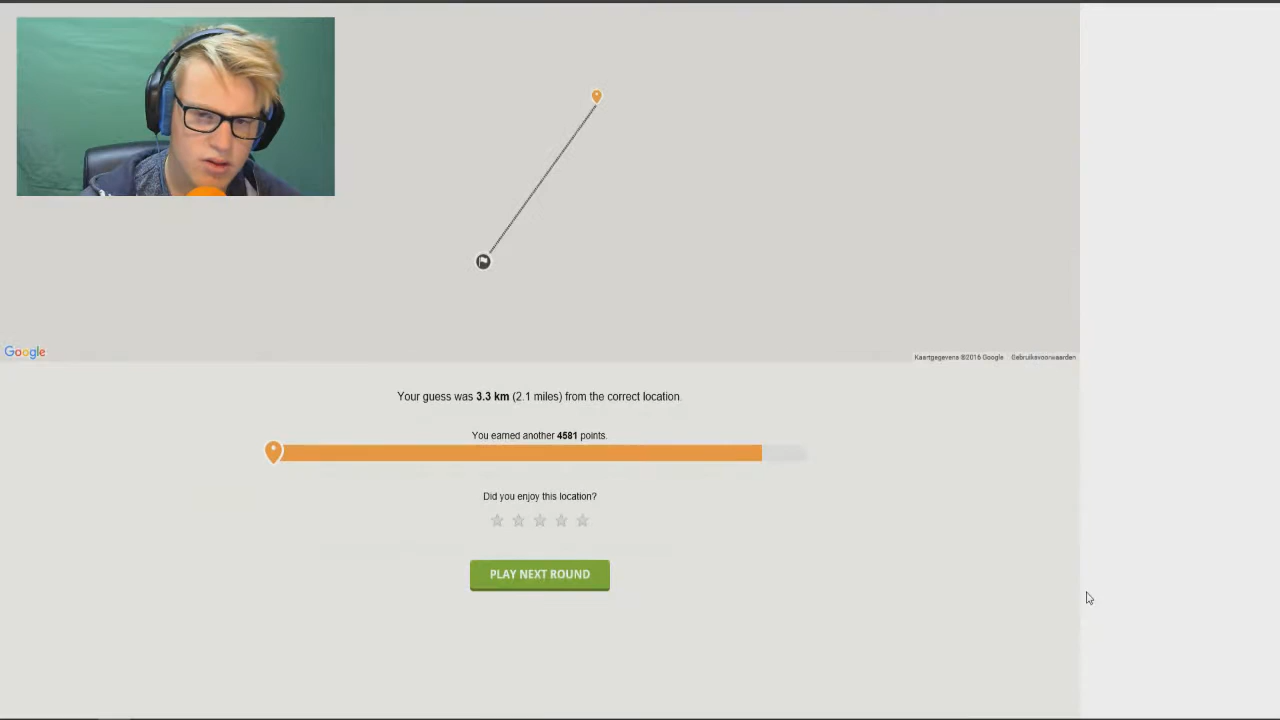 Google
Kaartgegevens ©2016 Google Gebruiksvoorwaarden
Your guess was 3.3 km (2.1 miles) from the correct location.
You earned another 4581 points.
Did you enjoy this location?
PLAY NEXT ROUND